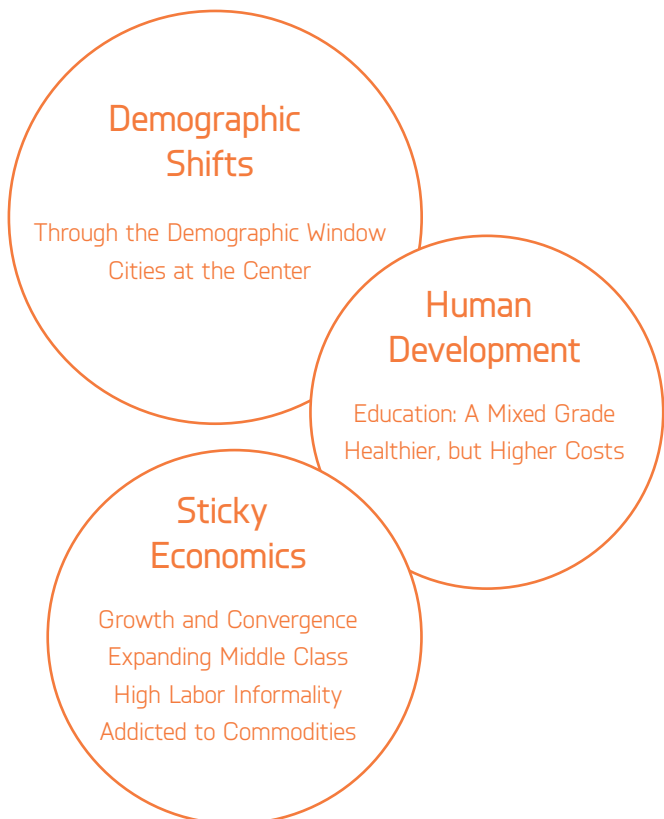 Demographic
Shifts
Through the Demographic Window
Cities at the Center
Human
Development
Education: A Mixed Grade
Healthier, but Higher Costs
Sticky
Economics
Growth and Convergence
Expanding Middle Class
High Labor Informality
Addicted to Commodities